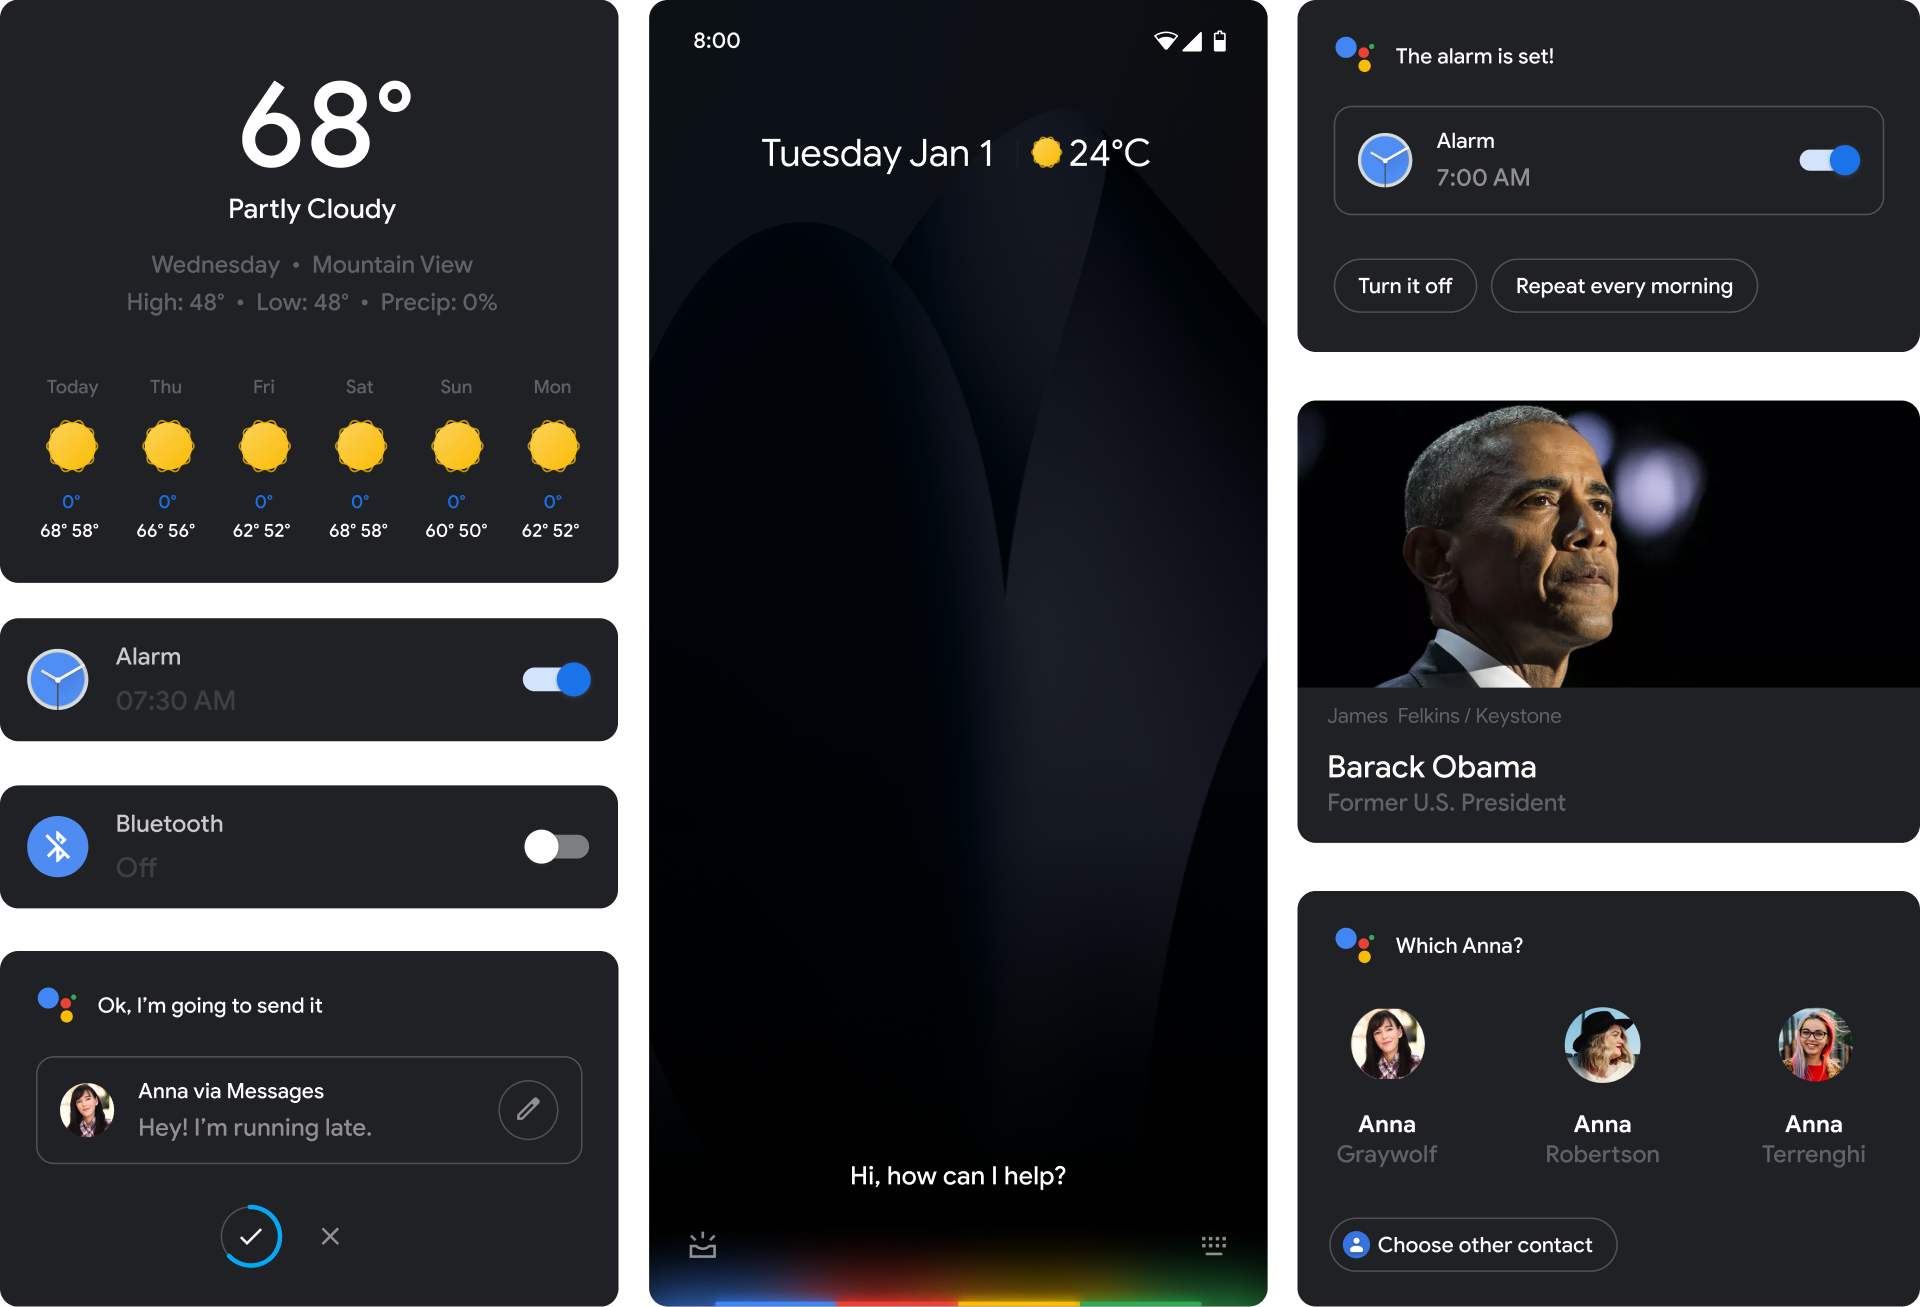 68°
Partly Cloudy
Wednesday • Mountain View
High: 48° • Low: 48° • Precip: 0%
Today Thu Fri Sat Sun Mon
0° 0° 0° 0° 0° 0°
68° 58° 66° 56° 62° 52° 68° 58° 60° 50° 62° 52°
Alarm
07:30 AM
Bluetooth
Off
Ok, I’m going to send it
Anna via Messages
Hey! I’m running late.
8:00
Tuesday Jan 1 24°C
Hi, how can I help?
The alarm is set!
Alarm
7:00 AM
Turn it off Repeat every morning
James Felkins / Keystone
Barack Obama
Former U.S. President
Which Anna?
Anna Anna Anna
Graywolf Robertson Terrenghi
Choose other contact